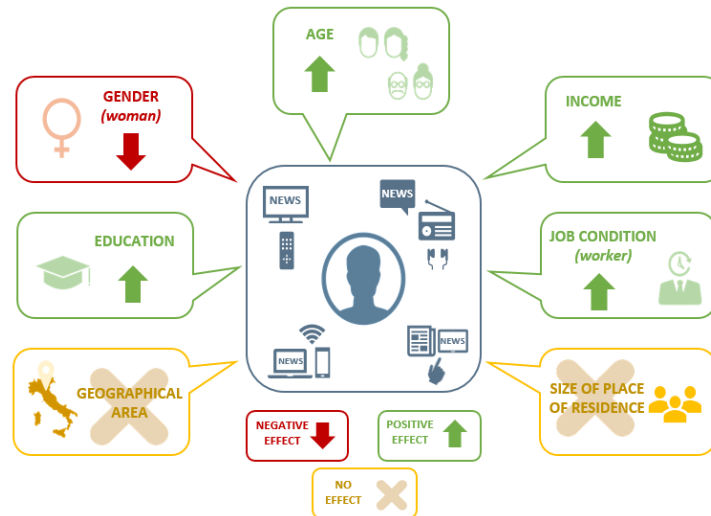 AGE
GENDER
(woman)
INCOME
NEWS
NEWS
EDUCATION
JOB CONDITION
(worker)
NEWS
NEWS
GEOGRAPHICAL
AREA
SIZE OF PLACE
OF RESIDENCE
NEGATIVE
EFFECT
POSITIVE
EFFECT
NO
EFFECT